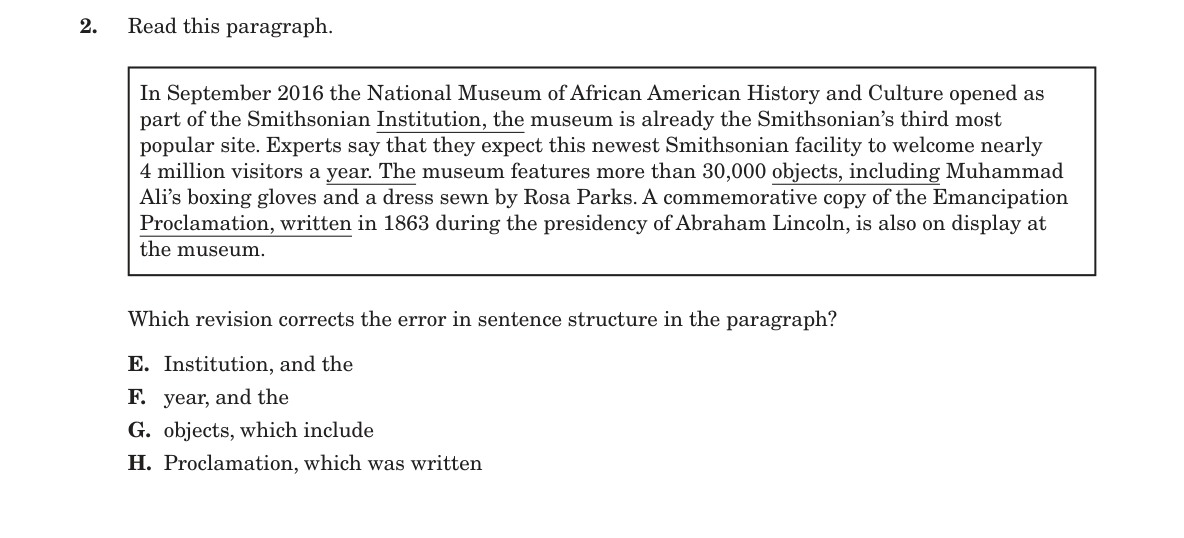 2. Read this paragraph.
In September 2016 the National Museum of African American History and Culture opened as
part of the Smithsonian Institution, the museum is already the Smithsonian’s third most
popular site. Experts say that they expect this newest Smithsonian facility to welcome nearly
4 million visitors a year. The museum features more than 30,000 objects, including Muhammad
Ali’s boxing gloves and a dress sewn by Rosa Parks. A commemorative copy of the Emancipation
Proclamation, written in 1863 during the presidency of Abraham Lincoln, is also on display at
the museum.
Which revision corrects the error in sentence structure in the paragraph?
E. Institution, and the
F. year, and the
G. objects, which include
H. Proclamation, which was written